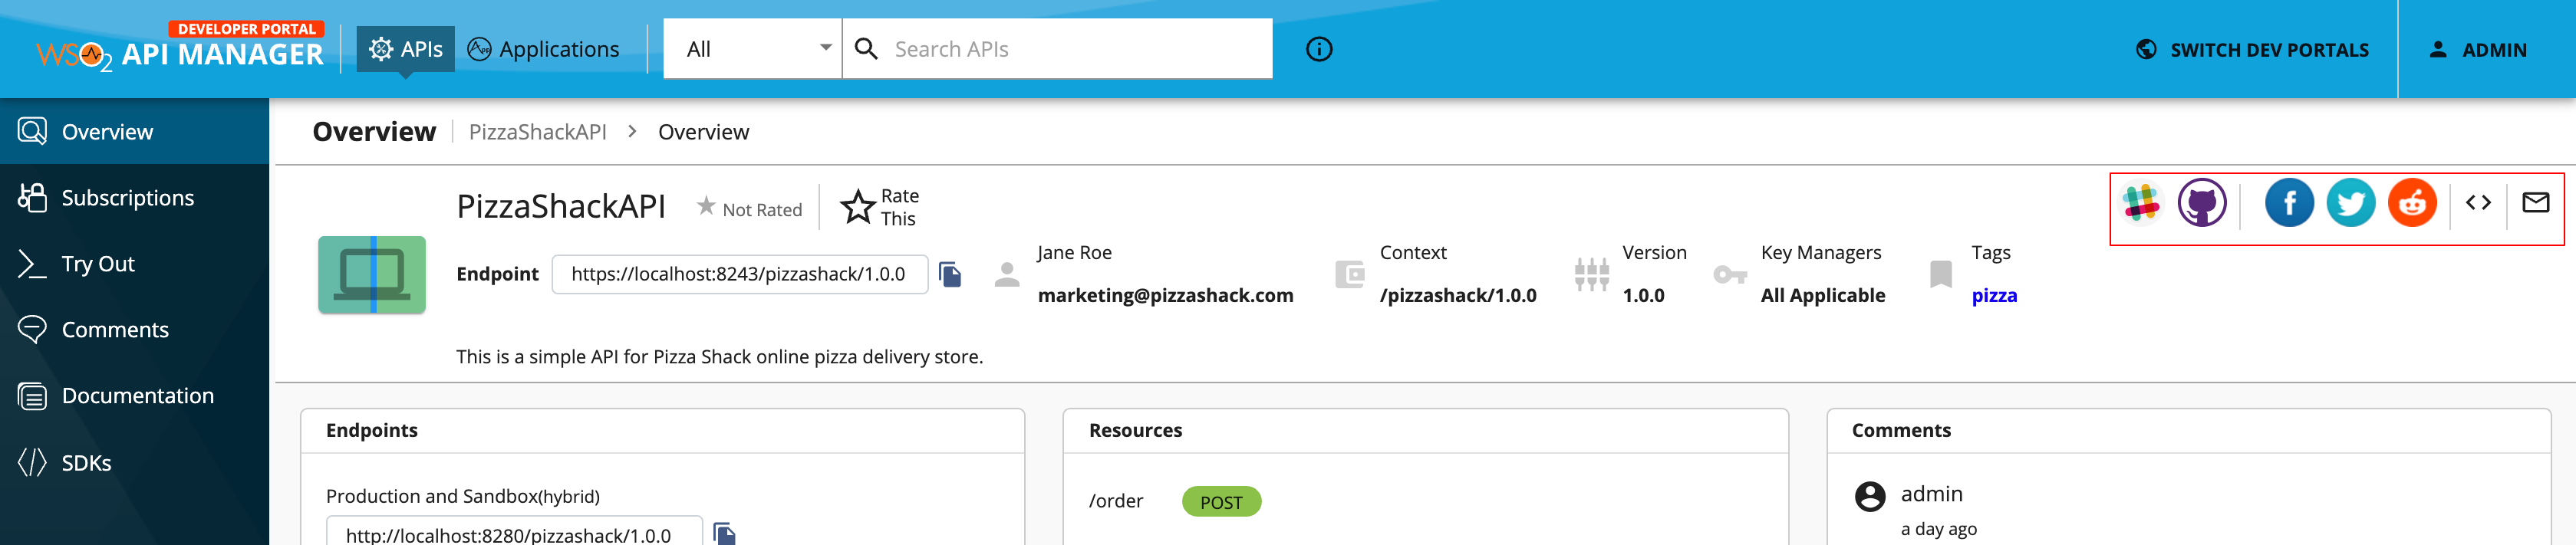 DEVELOPER PORTAL
WSO2 API MANAGER
APIs
Applications
All
Search APIs
SWITCH DEV PORTALS
ADMIN
Overview
Subscriptions
Try Out
Comments
Documentation
SDKs
Overview
PizzaShackAPI > Overview
PizzaShackAPI
Not Rated
Rate
This
Endpoint
https://localhost:8243/pizzashack/1.0.0
Jane Roe
marketing@pizzashack.com
Context
/pizzashack/1.0.0
Version
1.0.0
Key Managers
All Applicable
Tags
pizza
This is a simple API for Pizza Shack online pizza delivery store.
Endpoints
Production and Sandbox(hybrid)
http://localhost:8280/pizzashack/1.0.0
Resources
/order
POST
Comments
admin
a day ago